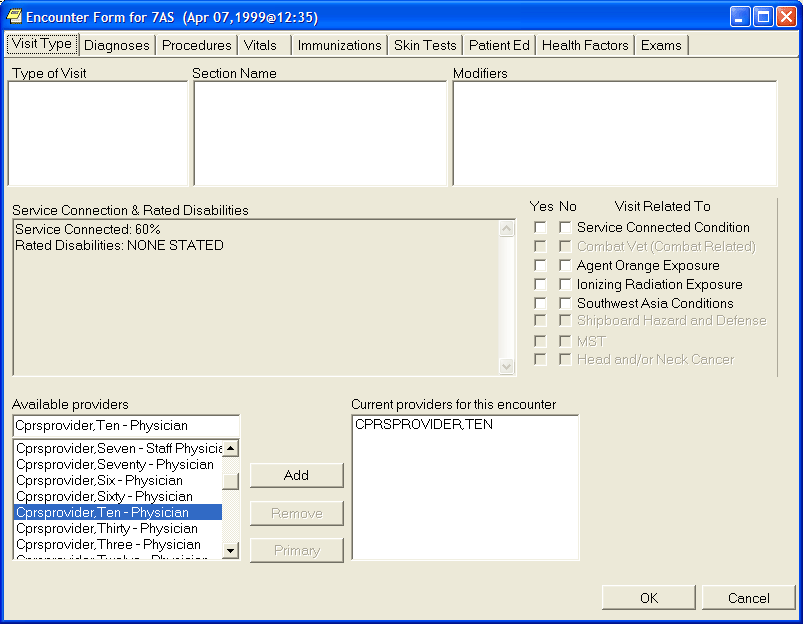 Encounter Form for 7AS (Apr 07,1999@12:35)
Visit Type Diagnoses Procedures Vitals Immunizations Skin Tests Patient Ed Health Factors Exams
Type of Visit Section Name Modifiers
Service Connection & Rated Disabilities
Service Connected: 60%
Rated Disabilities: NONE STATED
Yes No Visit Related To
Service Connected Condition
Combat Vet (Combat Related)
Agent Orange Exposure
Ionizing Radiation Exposure
Southwest Asia Conditions
Shipboard Hazard and Defense
MST
Head and/or Neck Cancer
Available providers
Cprsprovider,Ten - Physician
Cprsprovider,Seven - Staff Physicia
Cprsprovider,Seventy - Physician
Cprsprovider,Six - Physician
Cprsprovider,Sixty - Physician
Cprsprovider,Ten - Physician
Cprsprovider,Thirty - Physician
Cprsprovider,Three - Physician
Cprsprovider,Twelve - Physician
Add
Remove
Primary
Current providers for this encounter
CPRSPROVIDER,TEN
OK Cancel